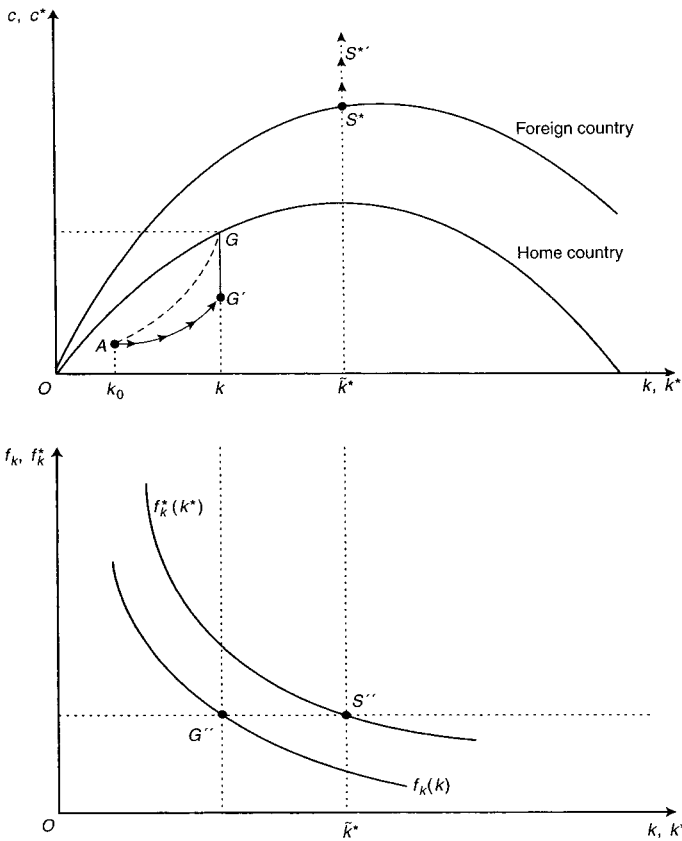 c, c*
S*′
S*
Foreign country
Home country
G
G′
A
O
k₀
k
k̃*
k, k*
fₖ, fₖ*
fₖ*(k*)
S′′
G′′
fₖ(k)
O
k̃*
k, k*